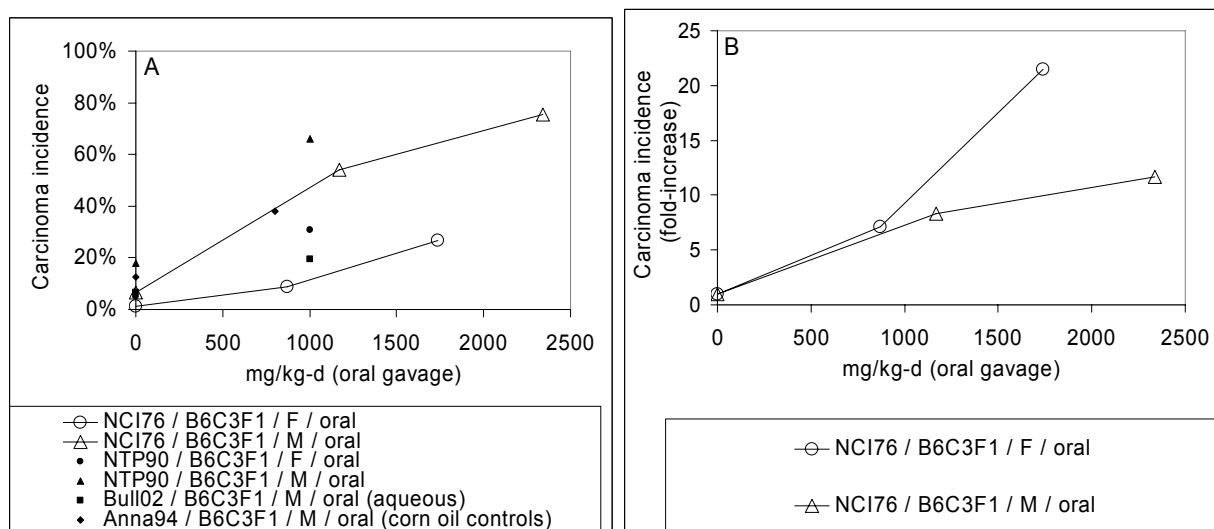 A
Carcinoma incidence
100%
80%
60%
40%
20%
0%
0 500 1000 1500 2000 2500
mg/kg-d (oral gavage)
NCI76 / B6C3F1 / F / oral
NCI76 / B6C3F1 / M / oral
NTP90 / B6C3F1 / F / oral
NTP90 / B6C3F1 / M / oral
Bull02 / B6C3F1 / M / oral (aqueous)
Anna94 / B6C3F1 / M / oral (corn oil controls)
B
Carcinoma incidence
(fold-increase)
25
20
15
10
5
0
0 500 1000 1500 2000 2500
mg/kg-d (oral gavage)
NCI76 / B6C3F1 / F / oral
NCI76 / B6C3F1 / M / oral